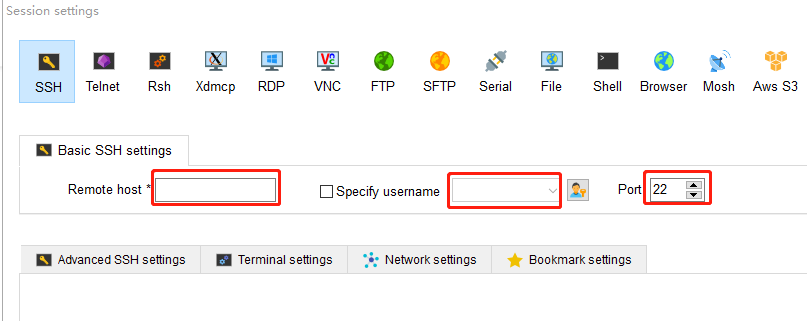 Session settings
SSH Telnet Rsh Xdmcp RDP VNC FTP SFTP Serial File Shell Browser Mosh Aws S3
Basic SSH settings
Remote host * Specify username Port 22
Advanced SSH settings Terminal settings Network settings Bookmark settings